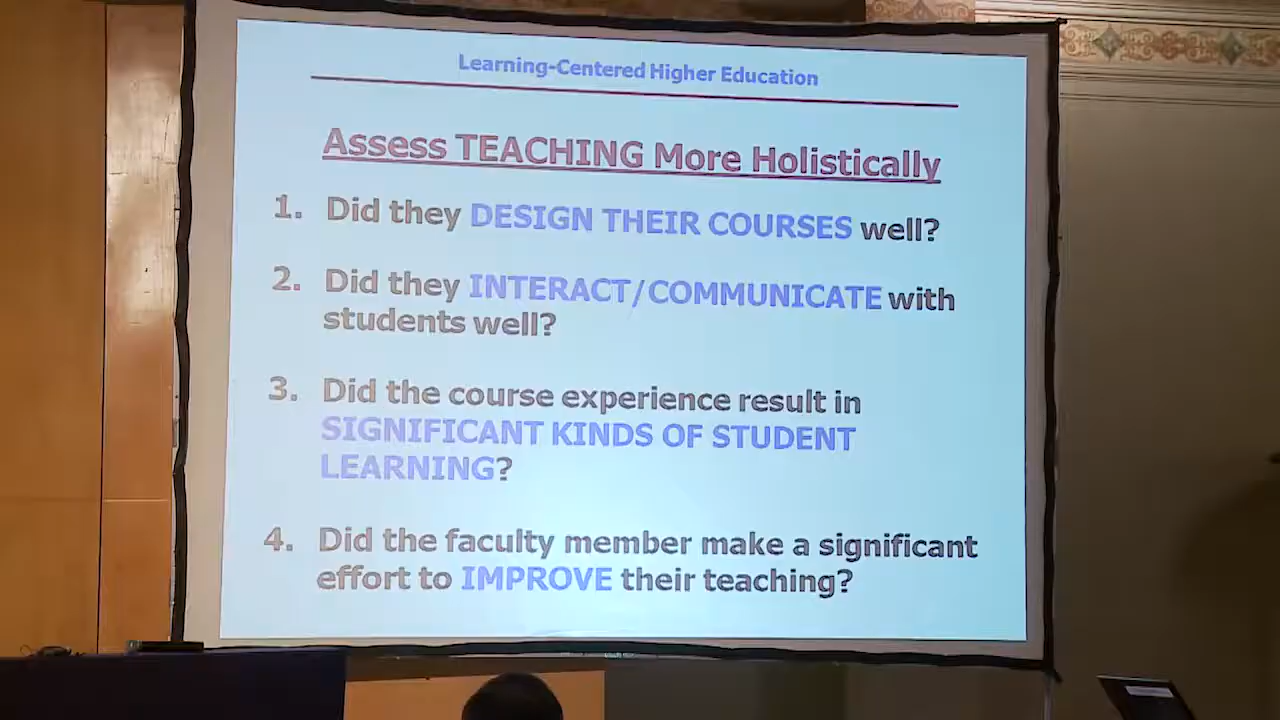 Learning-Centered Higher Education
Assess TEACHING More Holistically
1. Did they DESIGN THEIR COURSES well?
2. Did they INTERACT/COMMUNICATE with
students well?
3. Did the course experience result in
SIGNIFICANT KINDS OF STUDENT
LEARNING?
4. Did the faculty member make a significant
effort to IMPROVE their teaching?